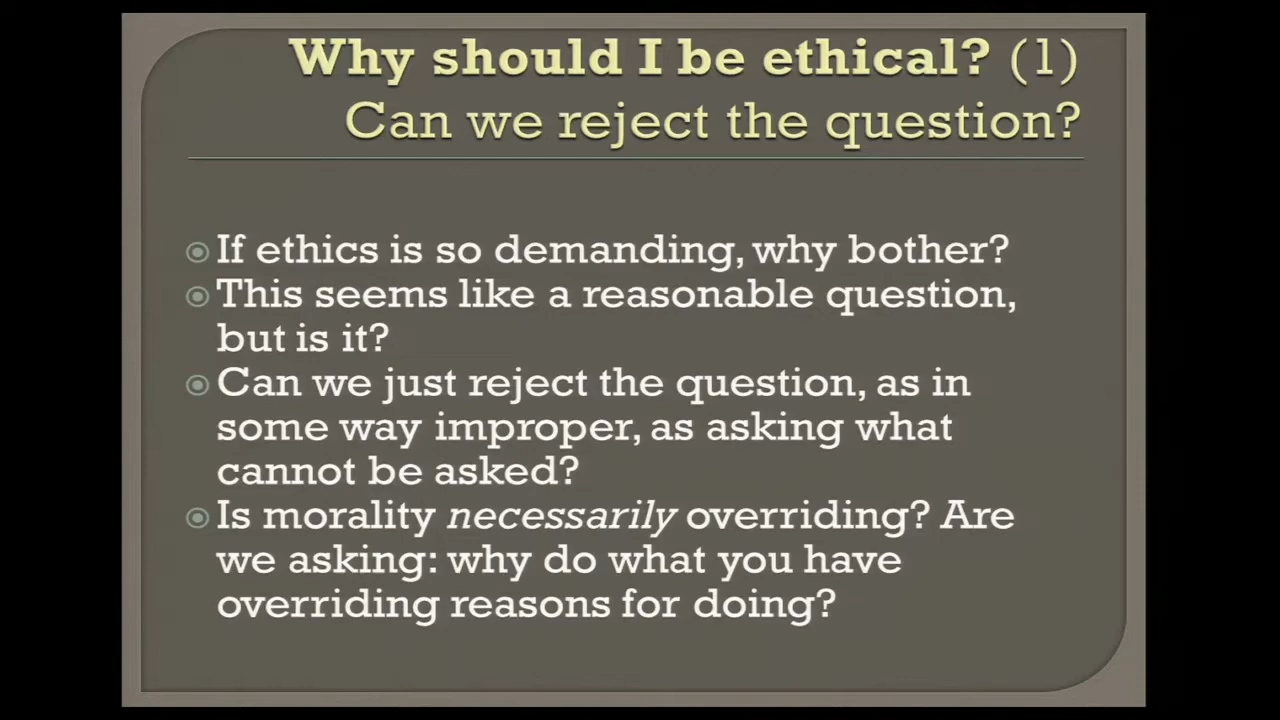 Why should I be ethical? (1)
Can we reject the question?
If ethics is so demanding, why bother?
This seems like a reasonable question,
but is it?
Can we just reject the question, as in
some way improper, as asking what
cannot be asked?
Is morality necessarily overriding? Are
we asking: why do what you have
overriding reasons for doing?